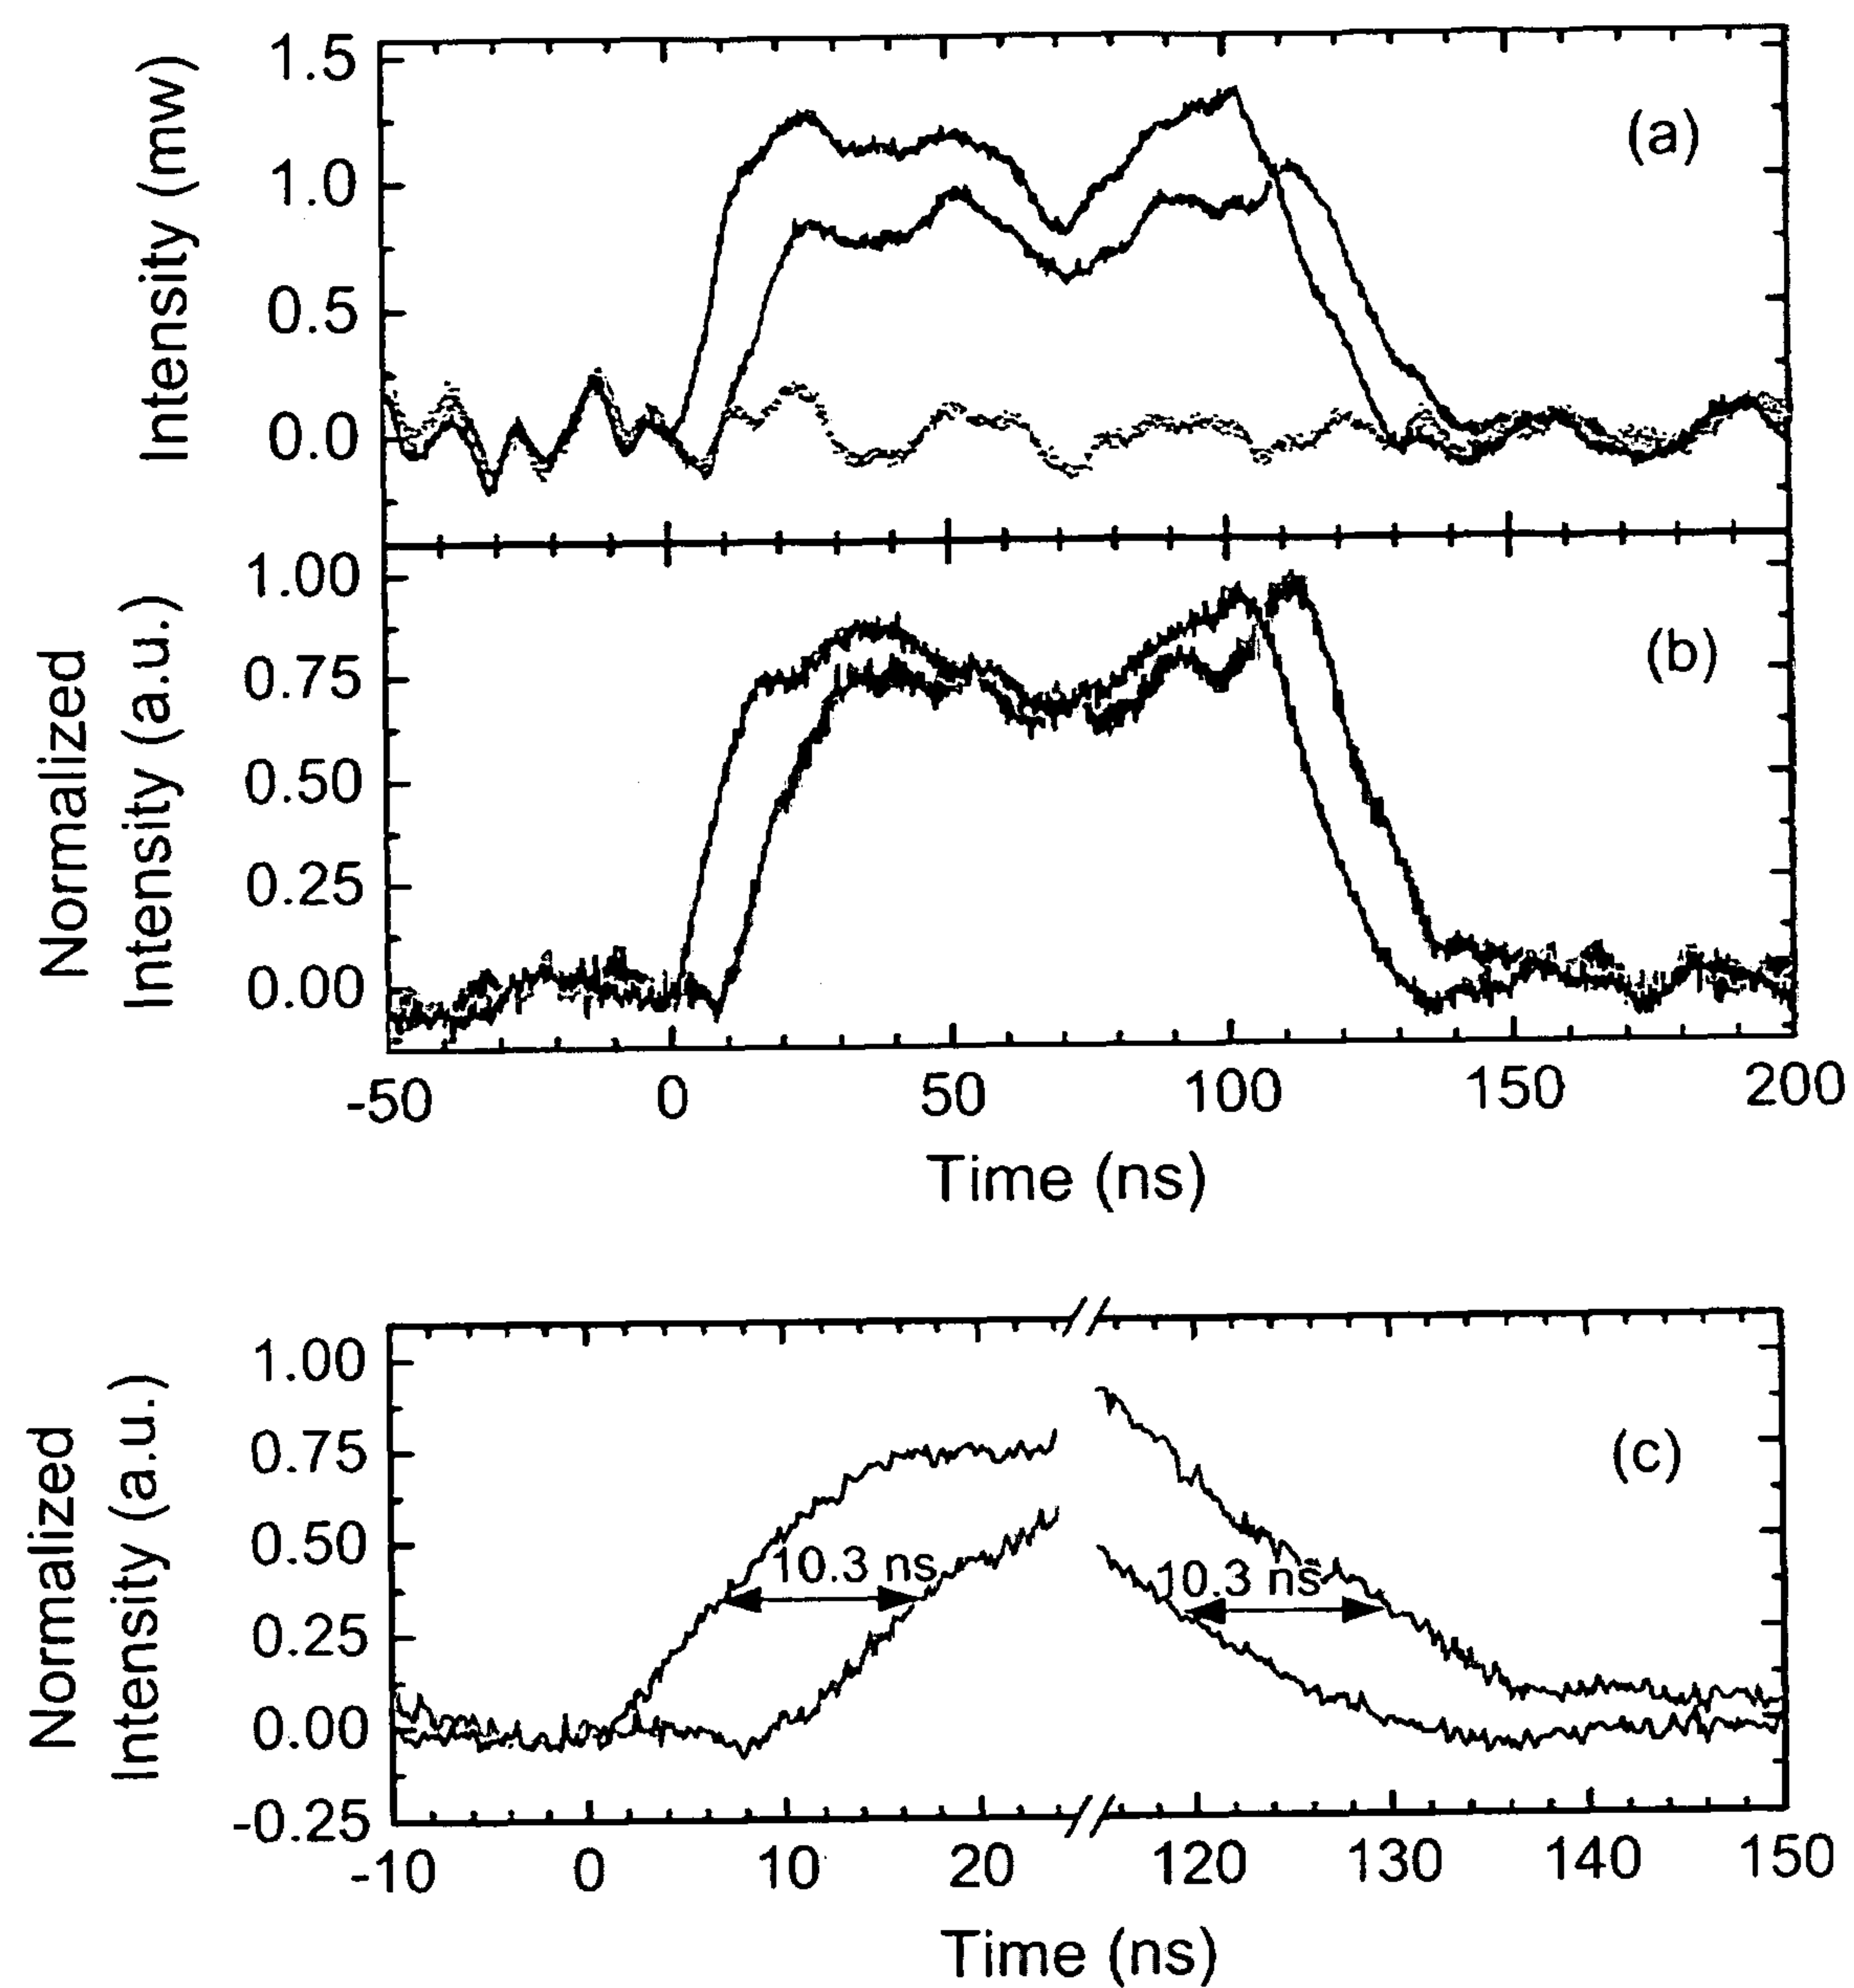 Intensity (mw)
1.5
1.0
0.5
0.0
(a)
Normalized
Intensity (a.u.)
1.00
0.75
0.50
0.25
0.00
(b)
-50 0 50 100 150 200
Time (ns)
Normalized
Intensity (a.u.)
1.00
0.75
0.50
0.25
0.00
-0.25
(c)
10.3 ns 10.3 ns
-10 0 10 20 120 130 140 150
Time (ns)